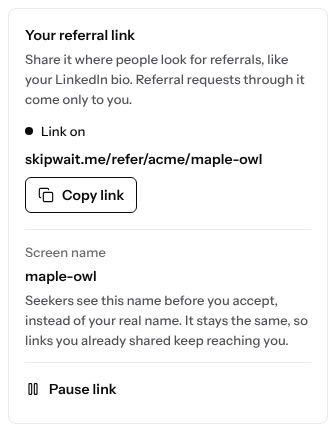 Your referral link
Share it where people look for referrals, like
your LinkedIn bio. Referral requests through it
come only to you.
Link on
skipwait.me/refer/acme/maple-owl
Copy link
Screen name
maple-owl
Seekers see this name before you accept,
instead of your real name. It stays the same, so
links you already shared keep reaching you.
Pause link